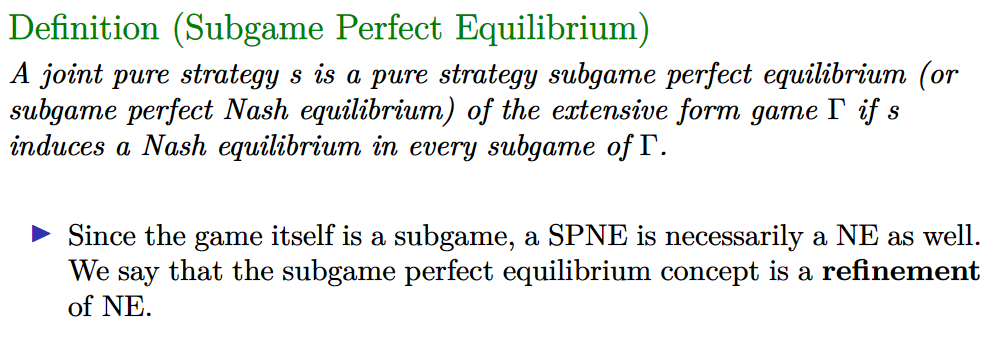 Definition (Subgame Perfect Equilibrium)
A joint pure strategy s is a pure strategy subgame perfect equilibrium (or
subgame perfect Nash equilibrium) of the extensive form game Γ if s
induces a Nash equilibrium in every subgame of Γ.
▶ Since the game itself is a subgame, a SPNE is necessarily a NE as well.
We say that the subgame perfect equilibrium concept is a refinement
of NE.